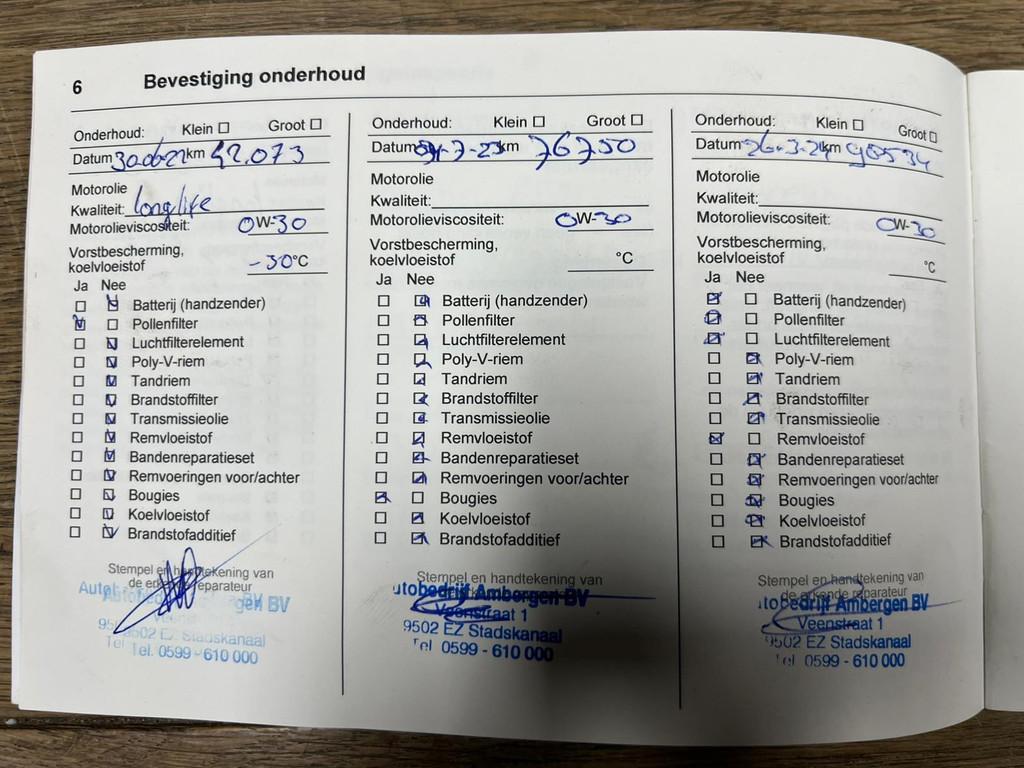 6 Bevestiging onderhoud
Onderhoud: Klein Groot
Datum km 42.073
Motorolie
Kwaliteit: longlife
Motorolieviscositeit: 0W-30
Vorstbescherming,
koelvloeistof -30°C
Ja Nee
Batterij (handzender)
Pollenfilter
Luchtfilterelement
Poly-V-riem
Tandriem
Brandstoffilter
Transmissieolie
Remvloeistof
Bandenreparatieset
Remvoeringen voor/achter
Bougies
Koelvloeistof
Brandstofadditief
Stempel en handtekening van
de erkende reparateur
gen BV
9502 EZ Stadskanaal
Tel. 0599 - 610 000
Onderhoud: Klein Groot
Datum km 76750
Motorolie
Kwaliteit:
Motorolieviscositeit: 0W-30
Vorstbescherming,
koelvloeistof °C
Ja Nee
Batterij (handzender)
Pollenfilter
Luchtfilterelement
Poly-V-riem
Tandriem
Brandstoffilter
Transmissieolie
Remvloeistof
Bandenreparatieset
Remvoeringen voor/achter
Bougies
Koelvloeistof
Brandstofadditief
Stempel en handtekening van
utobedrijf Ambergen BV
Veenstraat 1
9502 EZ Stadskanaal
Tel 0599 - 610 000
Onderhoud: Klein Groot
Datum 26-3-24 km 90534
Motorolie
Kwaliteit:
Motorolieviscositeit: 0W-30
Vorstbescherming,
koelvloeistof °C
Ja Nee
Batterij (handzender)
Pollenfilter
Luchtfilterelement
Poly-V-riem
Tandriem
Brandstoffilter
Transmissieolie
Remvloeistof
Bandenreparatieset
Remvoeringen voor/achter
Bougies
Koelvloeistof
Brandstofadditief
Stempel en handtekening van
de erkende reparateur
utobedrijf Ambergen BV
Veenstraat 1
9502 EZ Stadskanaal
Tel 0599 - 610 000